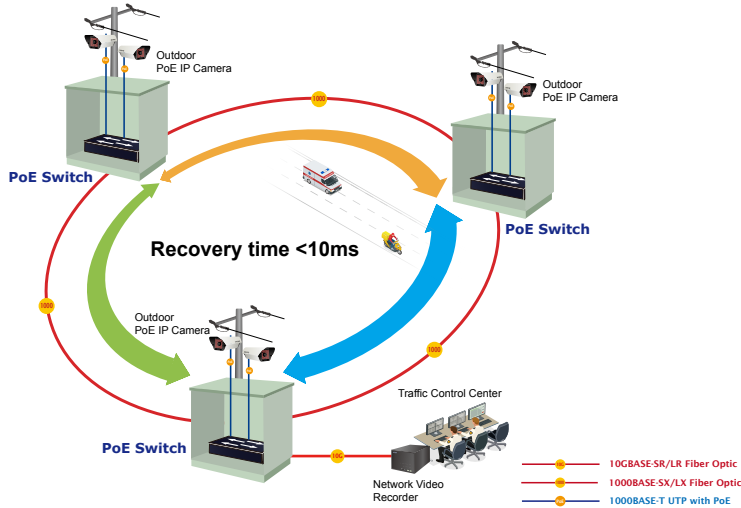 Outdoor
PoE IP Camera
Outdoor
PoE IP Camera
1000
PoE Switch
PoE Switch
Recovery time <10ms
1000
Outdoor
PoE IP Camera
1000
PoE Switch
Traffic Control Center
10G
Network Video
Recorder
10GBASE-SR/LR Fiber Optic
1000BASE-SX/LX Fiber Optic
1000BASE-T UTP with PoE